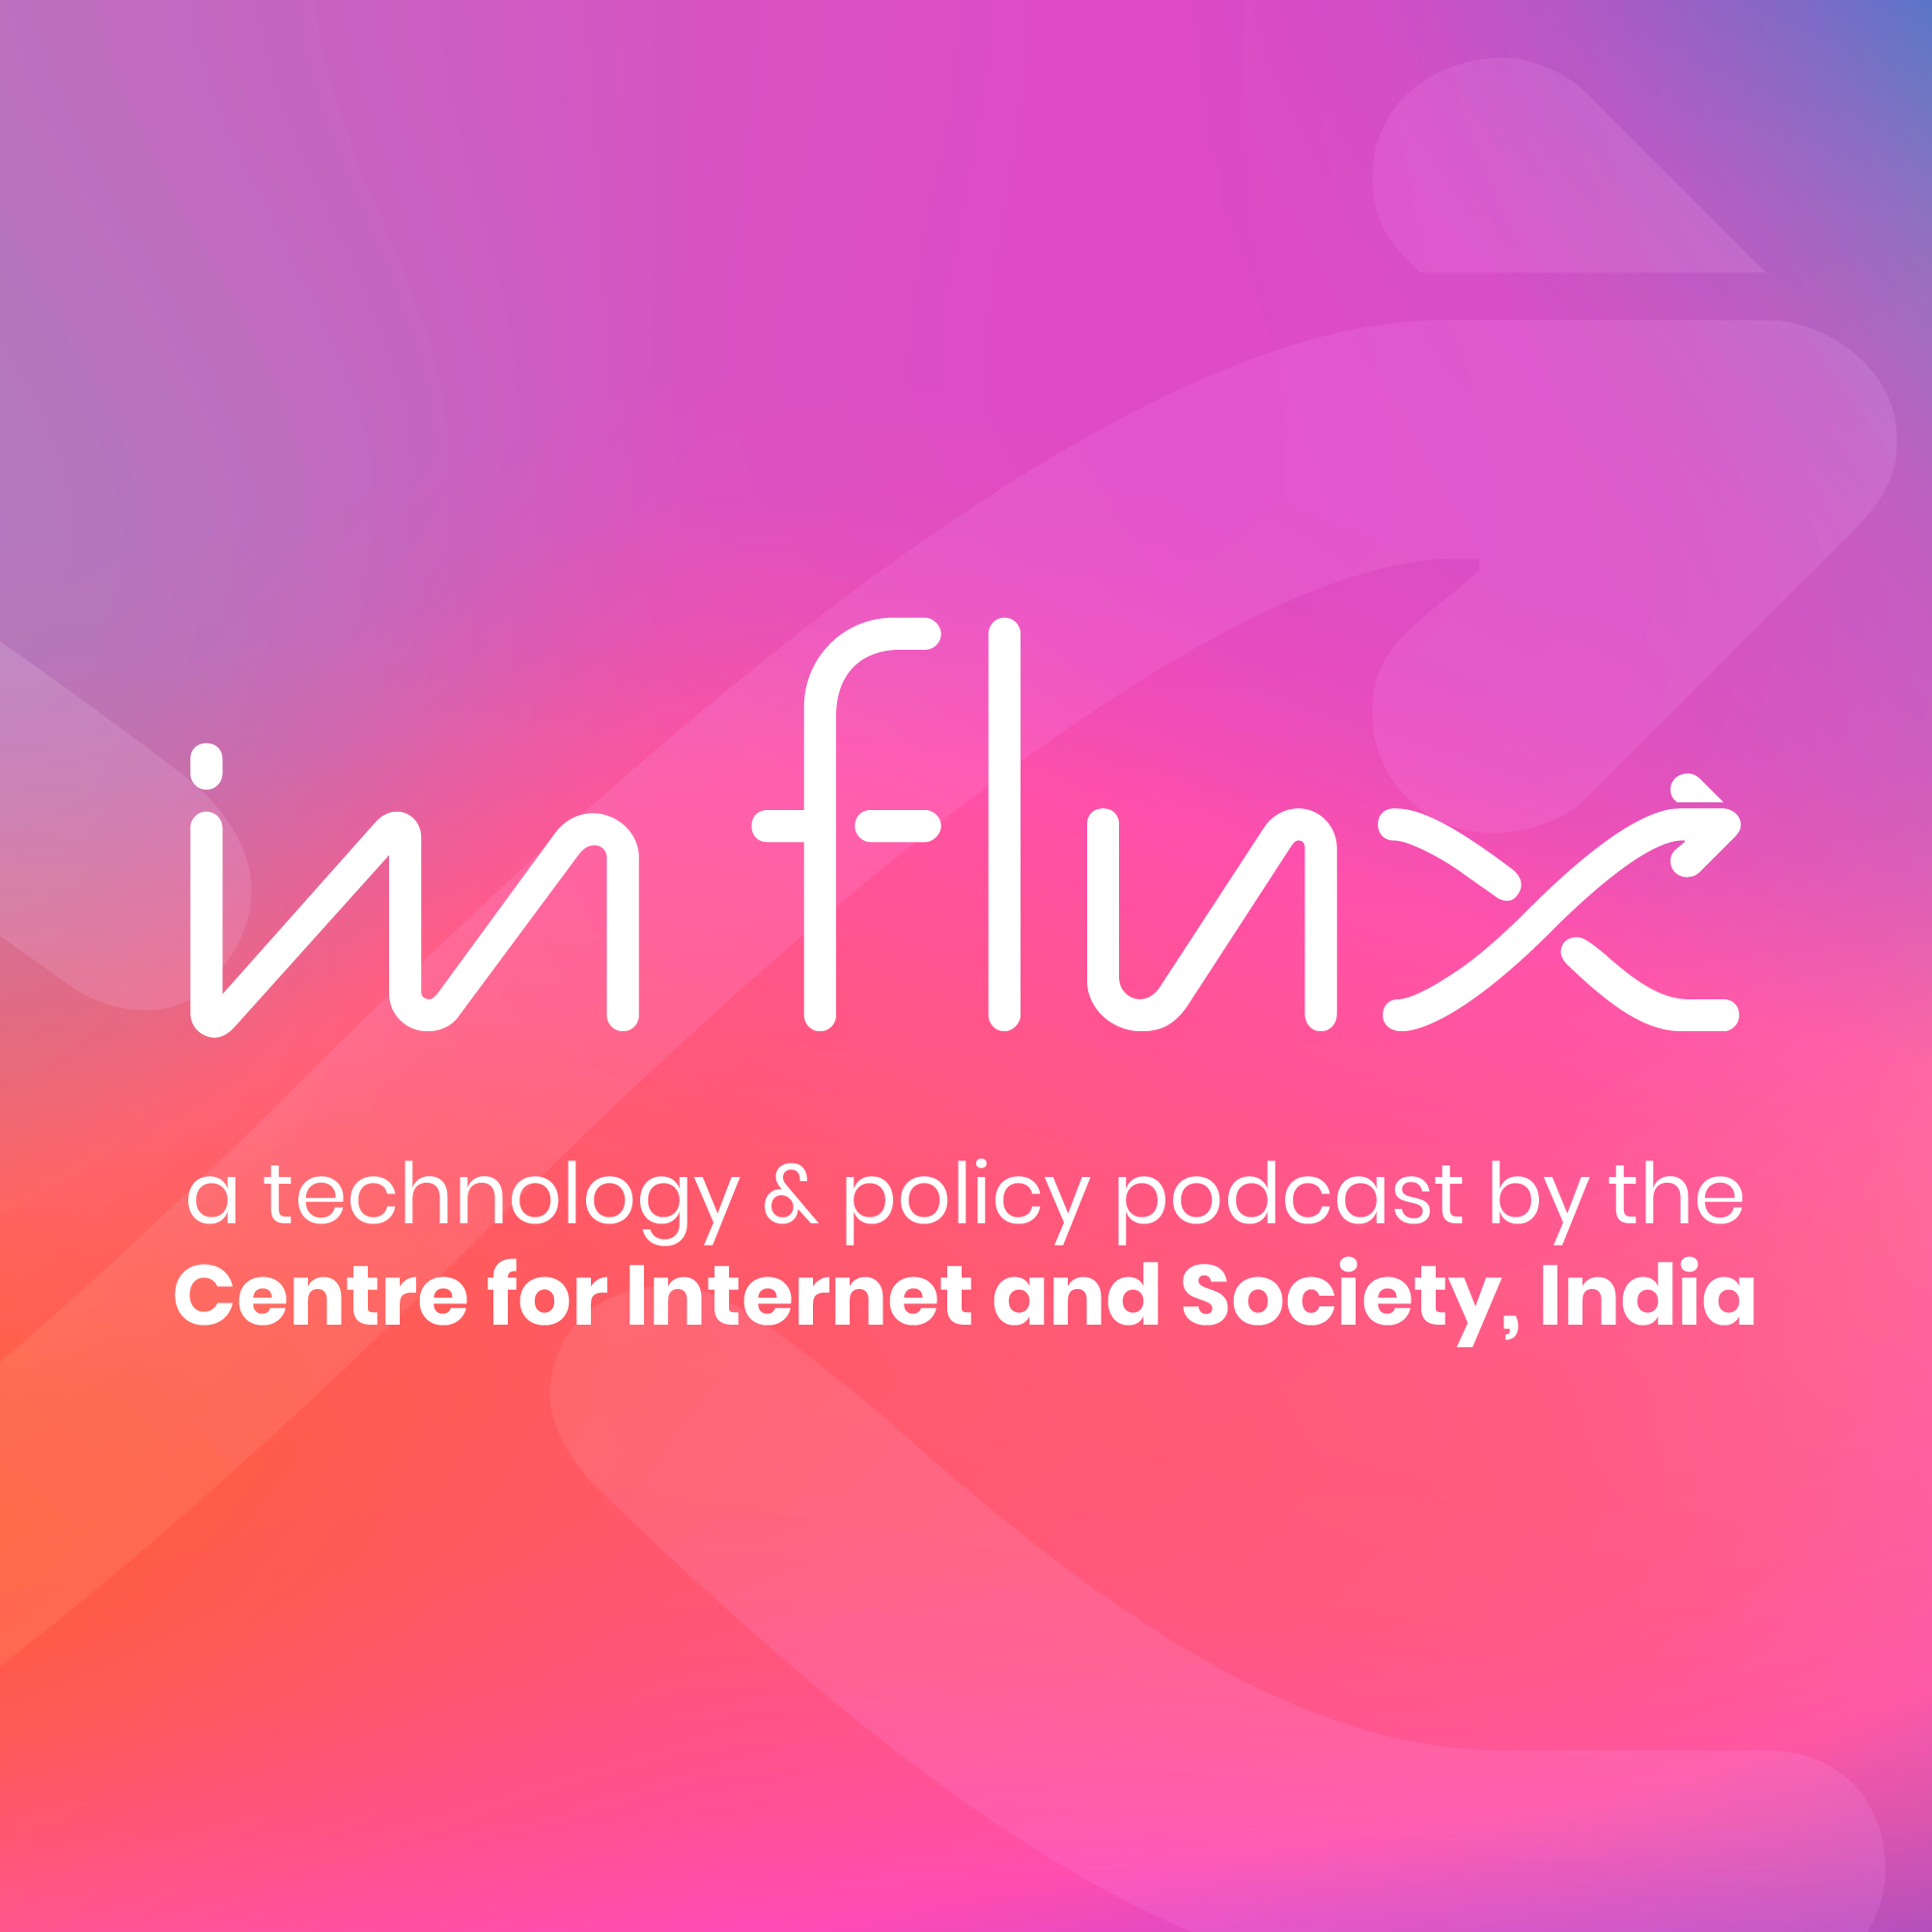 in flux
a technology & policy podcast by the
Centre for Internet and Society, India